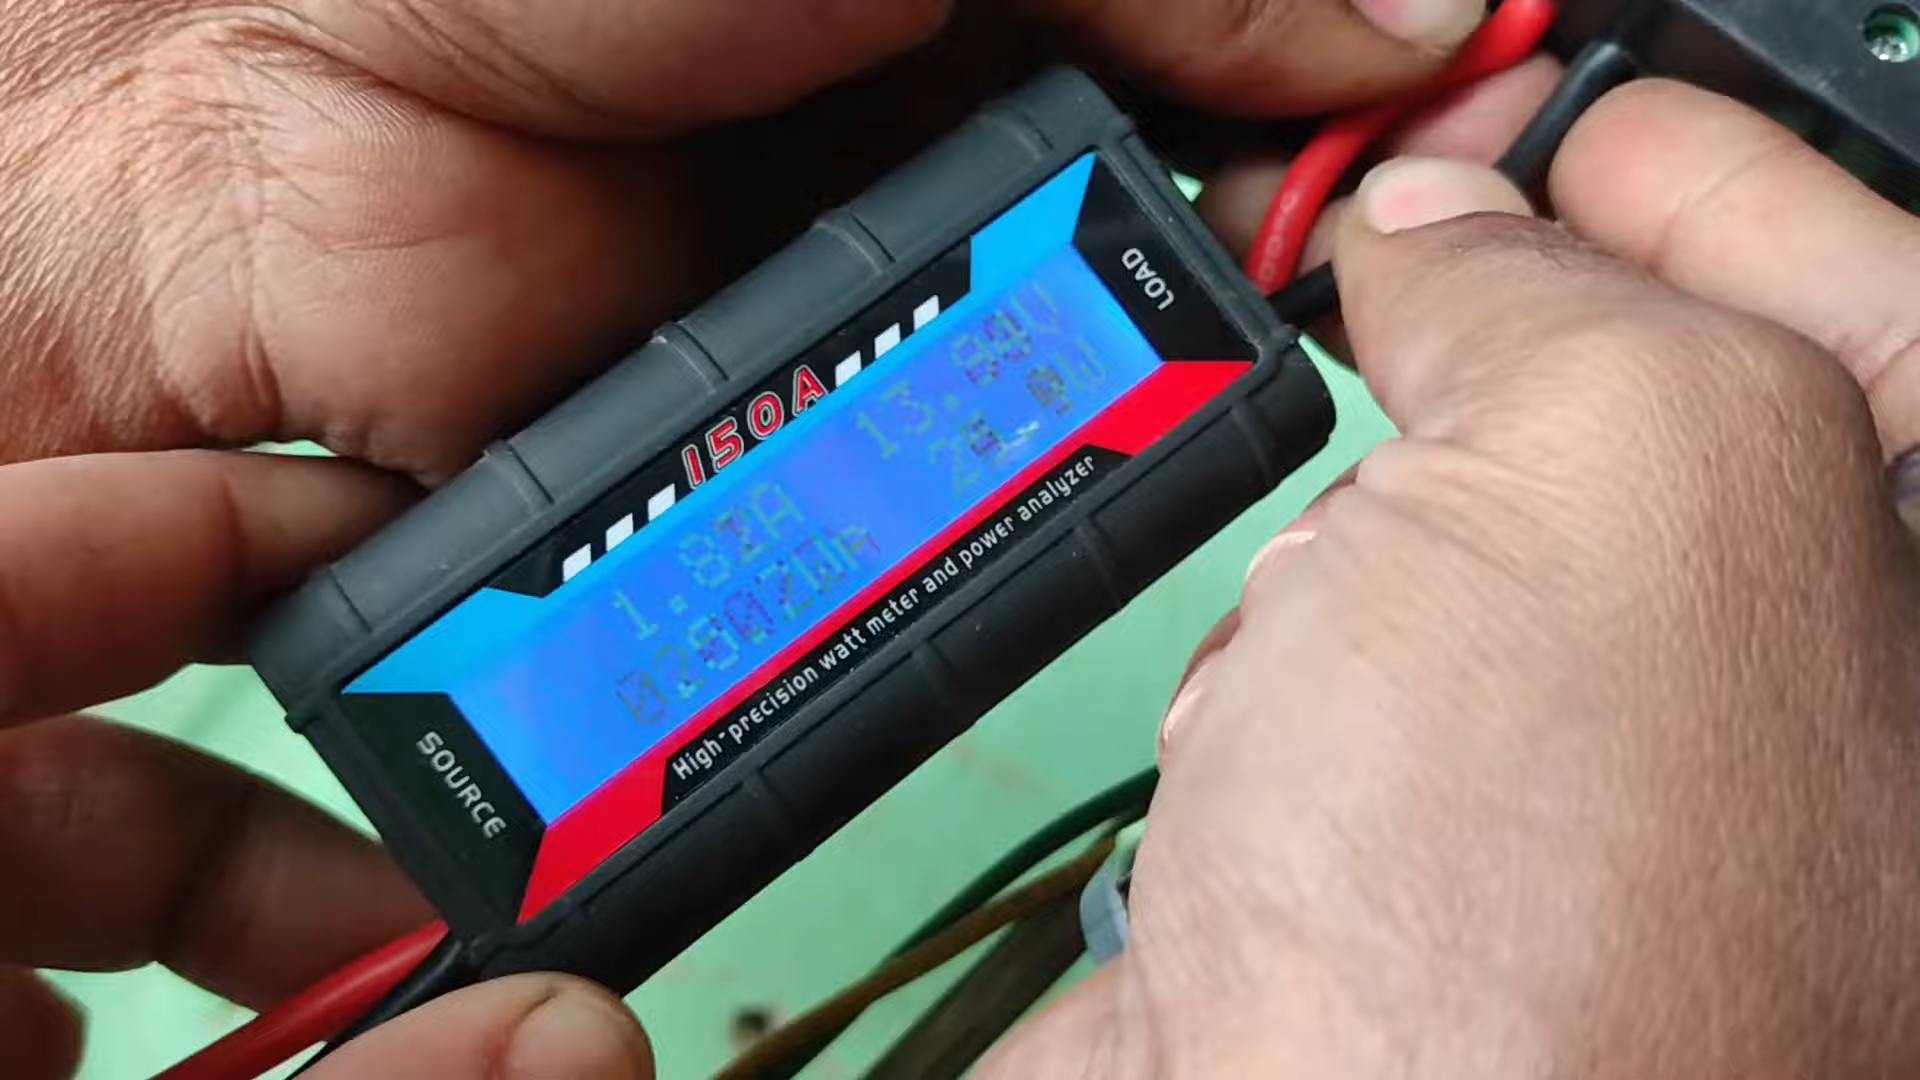 150A
LOAD
1.82A 13.84V
SOURCE
High-precision watt meter and power analyzer